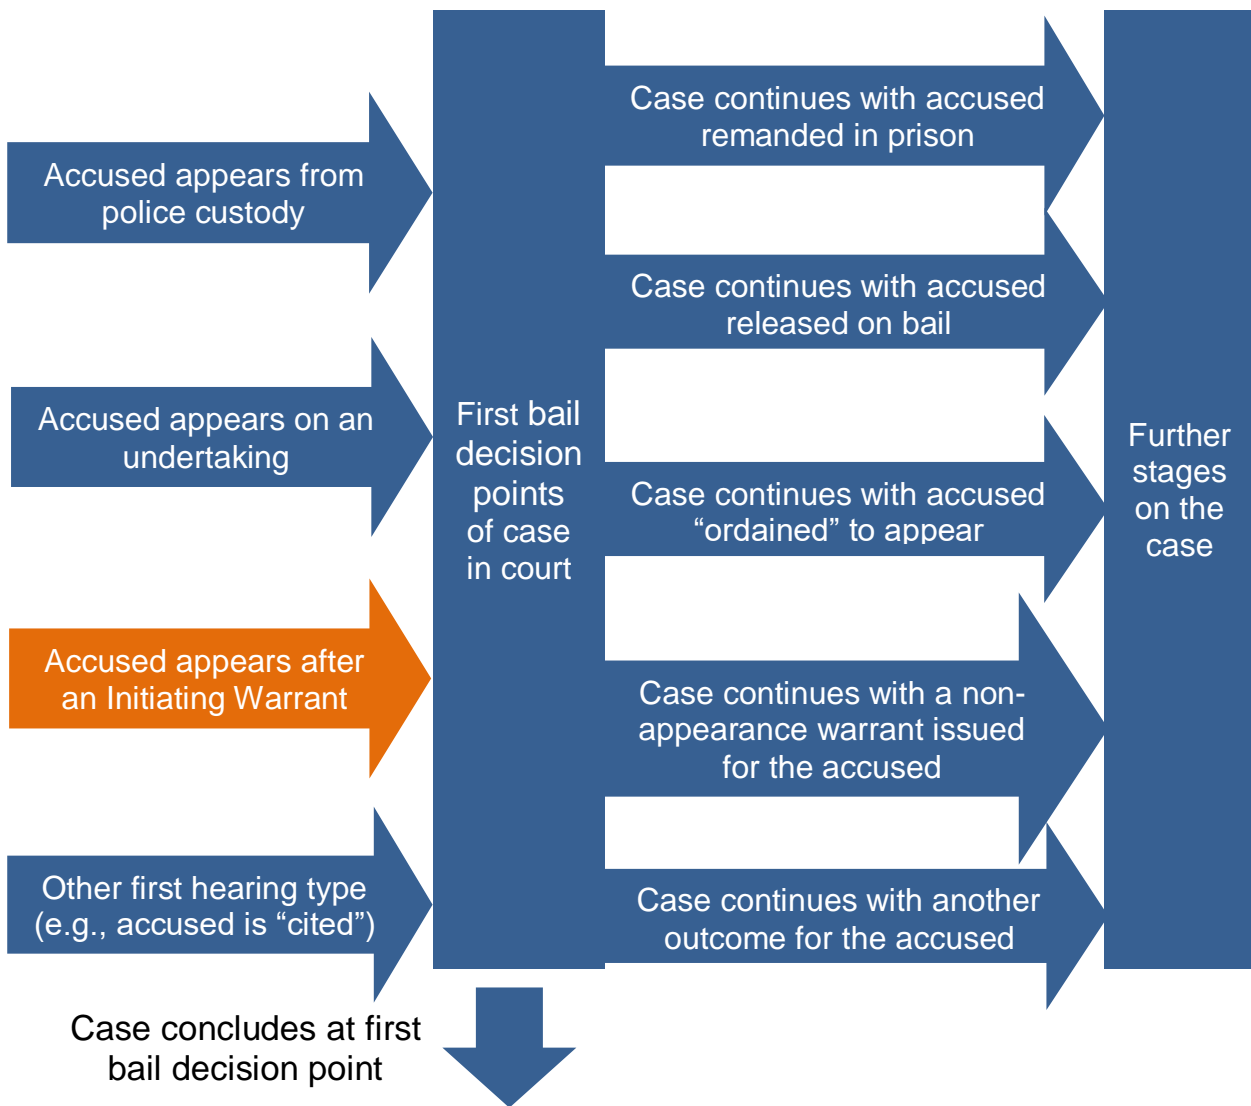 Accused appears from
police custody
Accused appears on an
undertaking
Accused appears after
an Initiating Warrant
Other first hearing type
(e.g., accused is “cited”)
First bail
decision
points
of case
in court
Case continues with accused
remanded in prison
Case continues with accused
released on bail
Case continues with accused
“ordained” to appear
Case continues with a non-
appearance warrant issued
for the accused
Case continues with another
outcome for the accused
Further
stages
on the
case
Case concludes at first
bail decision point